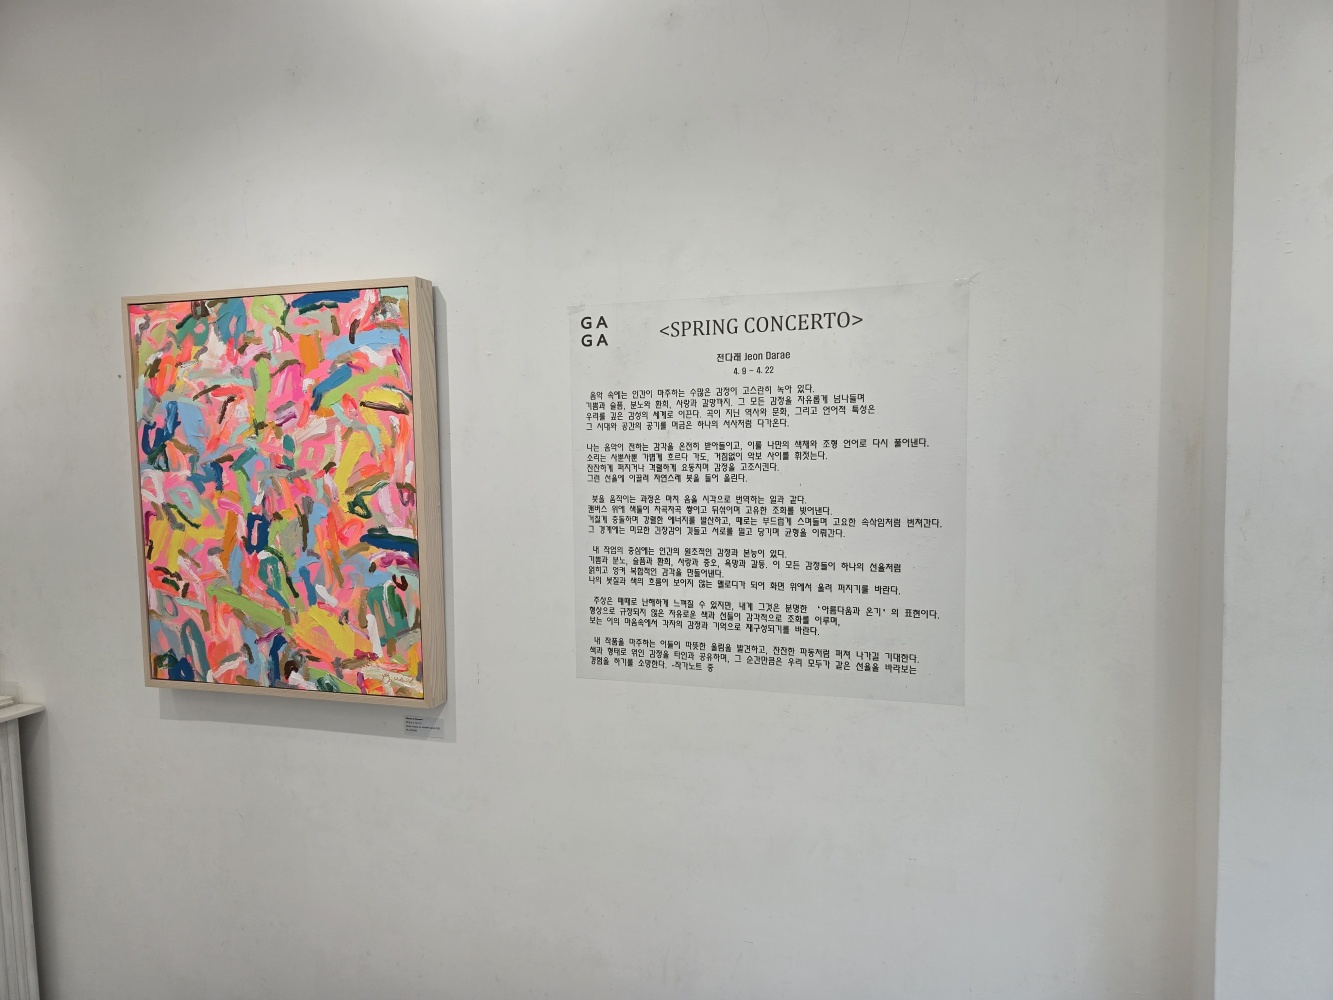 GA
GA
<SPRING CONCERTO>
전다래 Jeon Darae
4. 9 - 4. 22
음악 속에는 인간이 마주하는 수많은 감정이 고스란히 녹아 있다.
기쁨과 슬픔, 분노와 환희, 사랑과 갈망까지. 그 모든 감정을 자유롭게 넘나들며
우리를 깊은 감성의 세계로 이끈다. 곡이 지닌 역사와 문화, 그리고 언어적 특성은
그 시대와 공간의 공기를 머금은 하나의 서사처럼 다가온다.
나는 음악이 전하는 감각을 온전히 받아들이고, 이를 나만의 색채와 조형 언어로 다시 풀어낸다.
소리는 사뿐사뿐 가볍게 흐르다 가도, 거침없이 악보 사이를 휘젓는다.
잔잔하게 퍼지거나 격렬하게 요동치며 감정을 고조시킨다.
그런 선율에 이끌려 자연스레 붓을 들어 올린다.
붓을 움직이는 과정은 마치 음을 시각으로 번역하는 일과 같다.
캔버스 위에 색들이 차곡차곡 쌓이고 뒤섞이며 고유한 조화를 빚어낸다.
거칠게 충돌하며 강렬한 에너지를 발산하고, 때로는 부드럽게 스며들며 고요한 속삭임처럼 번져간다.
그 경계에는 미묘한 긴장감이 깃들고 서로를 밀고 당기며 균형을 이뤄간다.
내 작업의 중심에는 인간의 원초적인 감정과 본능이 있다.
기쁨과 분노, 슬픔과 환희, 사랑과 증오, 욕망과 갈등. 이 모든 감정들이 하나의 선율처럼
얽히고 엉켜 복합적인 감각을 만들어낸다.
나의 붓질과 색의 흐름이 보이지 않는 멜로디가 되어 화면 위에서 울려 퍼지기를 바란다.
추상은 때때로 난해하게 느껴질 수 있지만, 내게 그것은 분명한 '아름다움과 온기' 의 표현이다.
형상으로 규정되지 않은 자유로운 색과 선들이 감각적으로 조화를 이루며,
보는 이의 마음속에서 각자의 감정과 기억으로 재구성되기를 바란다.
내 작품을 마주하는 이들이 따뜻한 울림을 발견하고, 잔잔한 파동처럼 퍼져 나가길 기대한다.
색과 형태로 엮인 감정을 타인과 공유하며, 그 순간만큼은 우리 모두가 같은 선율을 바라보는
경험을 하기를 소망한다. -작가노트 중